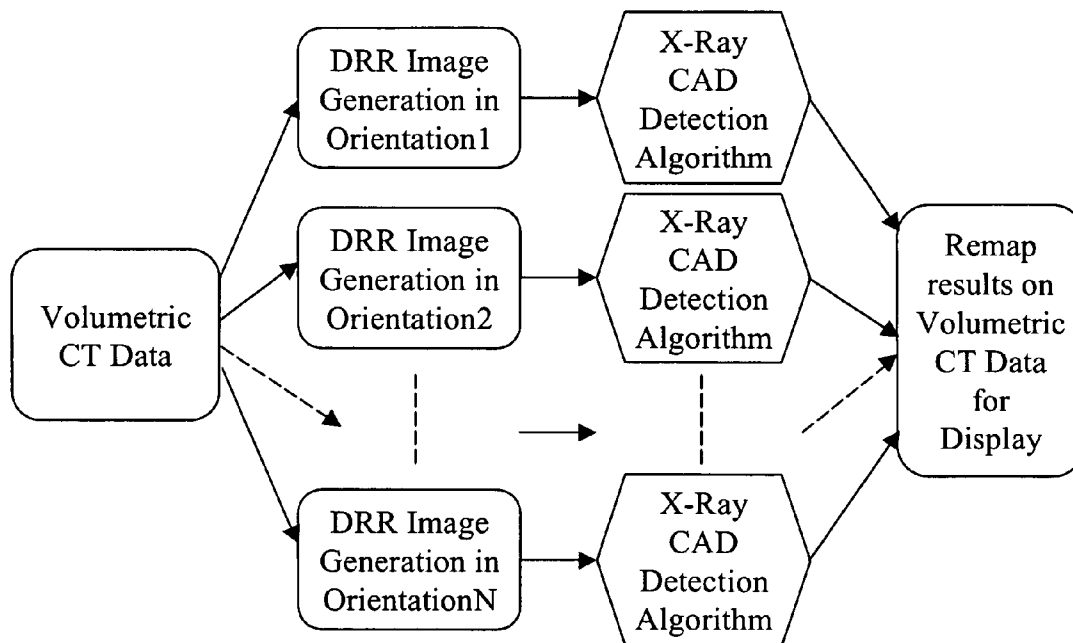 Volumetric
CT Data
DRR Image
Generation in
Orientation1
X-Ray
CAD
Detection
Algorithm
DRR Image
Generation in
Orientation2
X-Ray
CAD
Detection
Algorithm
DRR Image
Generation in
OrientationN
X-Ray
CAD
Detection
Algorithm
Remap
results on
Volumetric
CT Data
for
Display